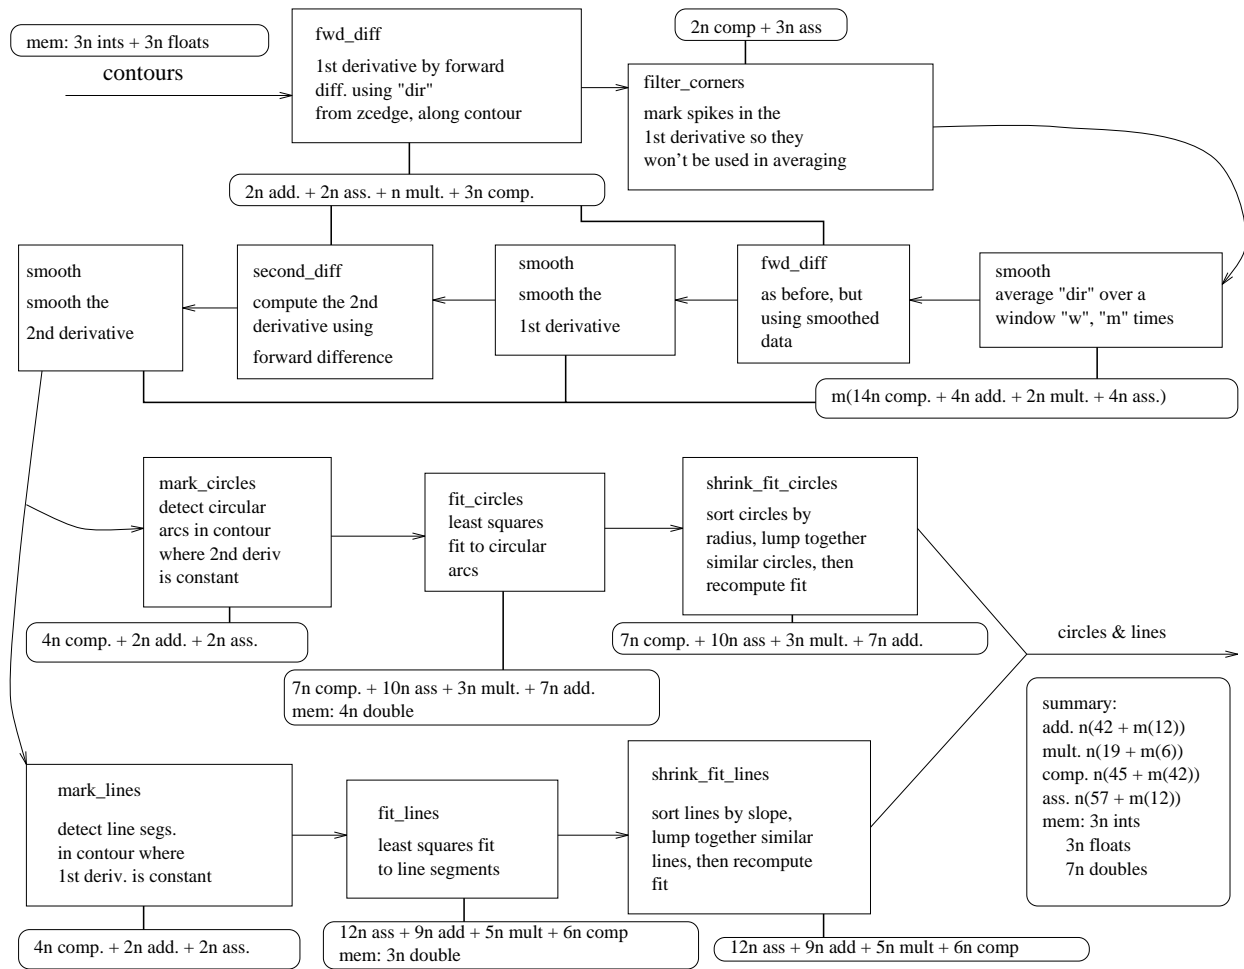 mem: 3n ints + 3n floats
contours
fwd_diff
1st derivative by forward
diff. using "dir"
from zcedge, along contour
2n comp + 3n ass
filter_corners
mark spikes in the
1st derivative so they
won't be used in averaging
2n add. + 2n ass. + n mult. + 3n comp.
smooth
smooth the
2nd derivative
second_diff
compute the 2nd
derivative using
forward difference
smooth
smooth the
1st derivative
fwd_diff
as before, but
using smoothed
data
smooth
average "dir" over a
window "w", "m" times
m(14n comp. + 4n add. + 2n mult. + 4n ass.)
mark_circles
detect circular
arcs in contour
where 2nd deriv
is constant
fit_circles
least squares
fit to circular
arcs
shrink_fit_circles
sort circles by
radius, lump together
similar circles, then
recompute fit
4n comp. + 2n add. + 2n ass.
7n comp. + 10n ass + 3n mult. + 7n add.
mem: 4n double
7n comp. + 10n ass + 3n mult. + 7n add.
circles & lines
summary:
add. n(42 + m(12))
mult. n(19 + m(6))
comp. n(45 + m(42))
ass. n(57 + m(12))
mem: 3n ints
3n floats
7n doubles
mark_lines
detect line segs.
in contour where
1st deriv. is constant
fit_lines
least squares fit
to line segments
shrink_fit_lines
sort lines by slope,
lump together similar
lines, then recompute
fit
4n comp. + 2n add. + 2n ass.
12n ass + 9n add + 5n mult + 6n comp
mem: 3n double
12n ass + 9n add + 5n mult + 6n comp